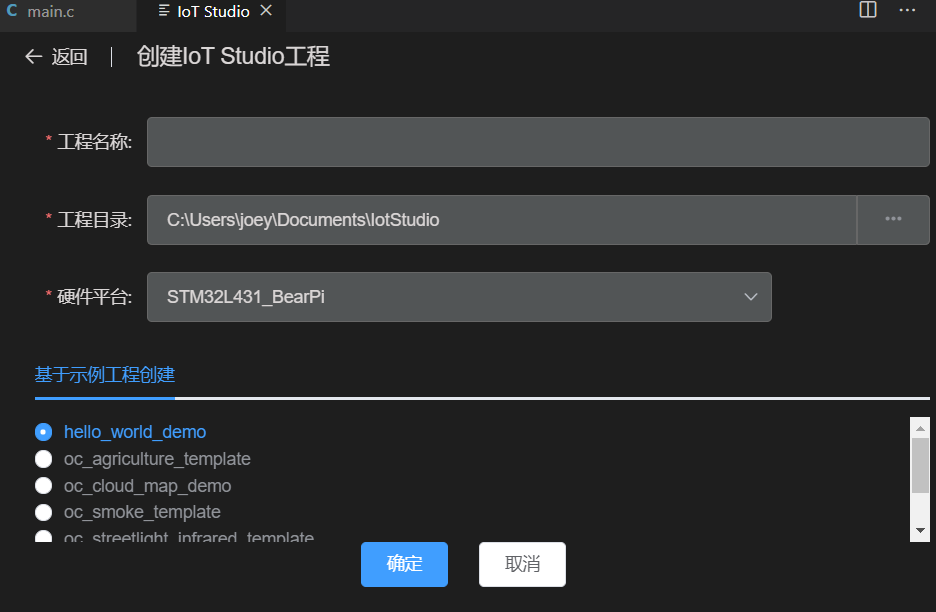 C main.c
IoT Studio
返回 | 创建IoT Studio工程
* 工程名称:
* 工程目录: C:\Users\joey\Documents\IotStudio ···
* 硬件平台: STM32L431_BearPi
基于示例工程创建
hello_world_demo
oc_agriculture_template
oc_cloud_map_demo
oc_smoke_template
oc_streetlight_infrared_template
确定
取消